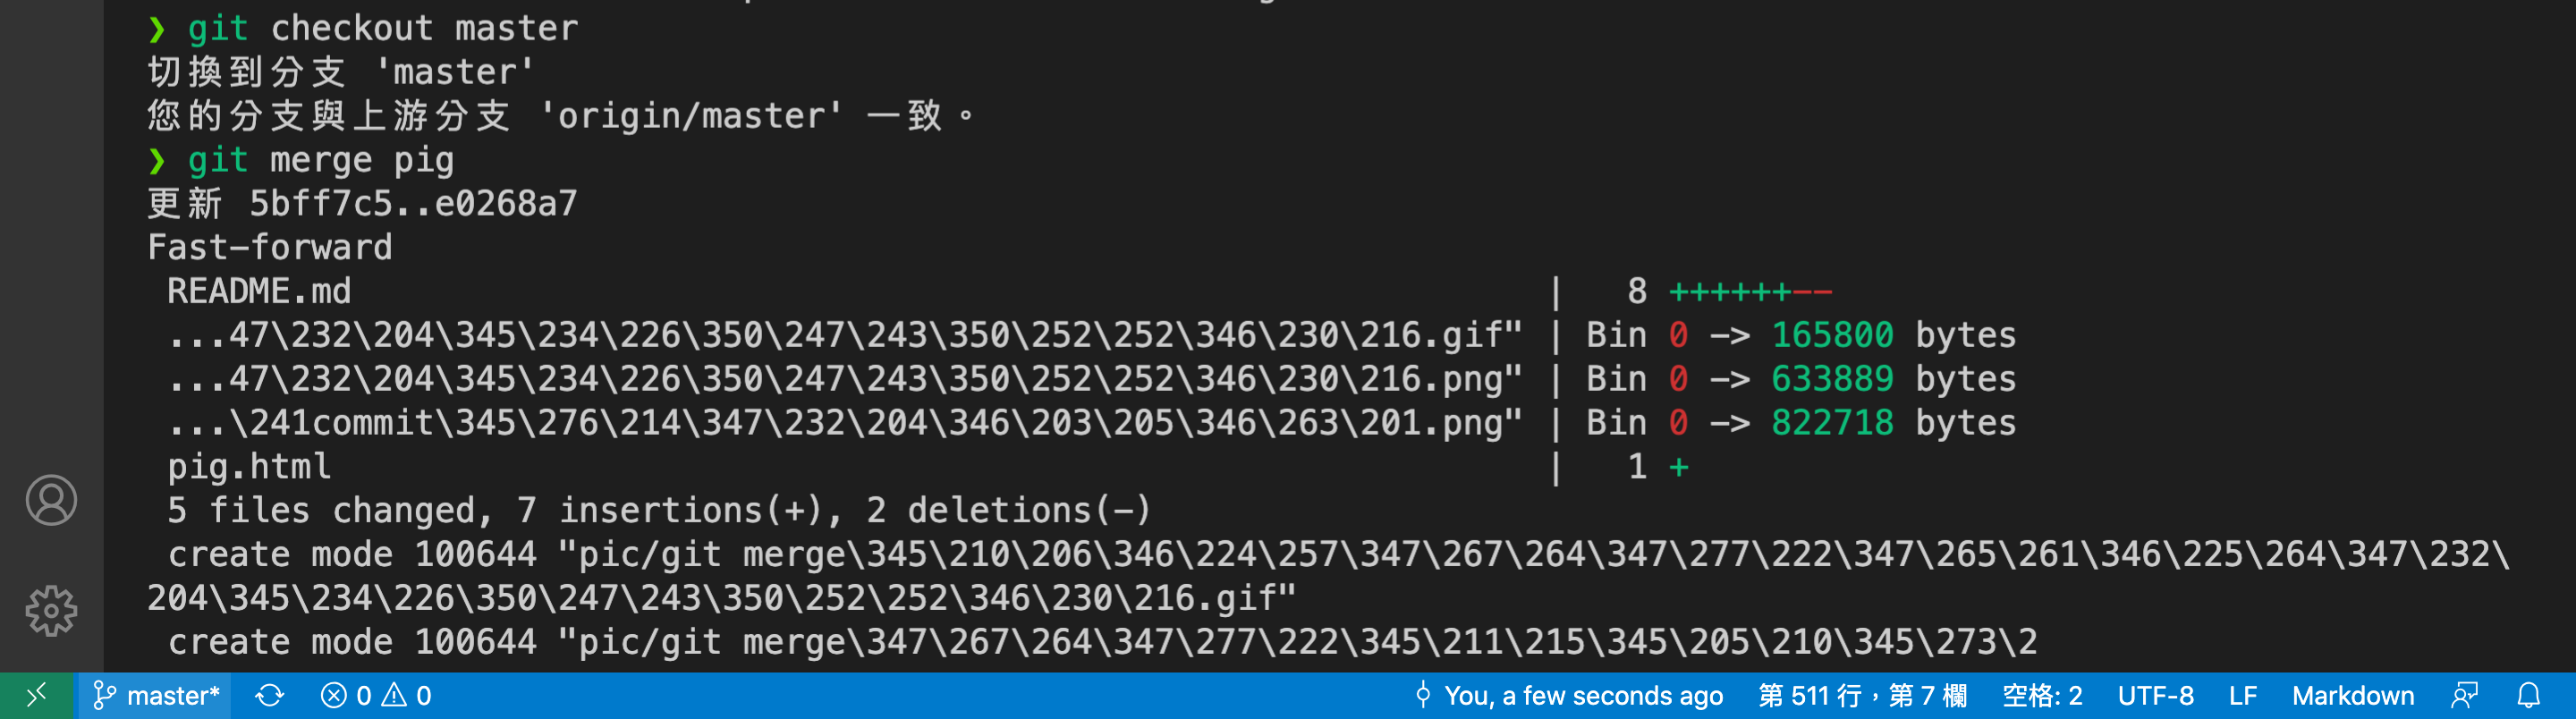 ❯ git checkout master
切換到分支 'master'
您的分支與上游分支 'origin/master' 一致。
❯ git merge pig
更新 5bff7c5..e0268a7
Fast-forward
 README.md | 8 ++++++--
 ...47\232\204\345\234\226\350\247\243\350\252\252\346\230\216.gif" | Bin 0 -> 165800 bytes
 ...47\232\204\345\234\226\350\247\243\350\252\252\346\230\216.png" | Bin 0 -> 633889 bytes
 ...\241commit\345\276\214\347\232\204\346\203\205\346\263\201.png" | Bin 0 -> 822718 bytes
 pig.html | 1 +
 5 files changed, 7 insertions(+), 2 deletions(-)
 create mode 100644 "pic/git merge\345\210\206\346\224\257\347\267\264\347\277\222\347\265\261\346\225\264\347\232\
204\345\234\226\350\247\243\350\252\252\346\230\216.gif"
 create mode 100644 "pic/git merge\347\267\264\347\277\222\345\211\215\345\205\210\345\273\2
master* 0 0 You, a few seconds ago 第 511 行，第 7 欄 空格: 2 UTF-8 LF Markdown